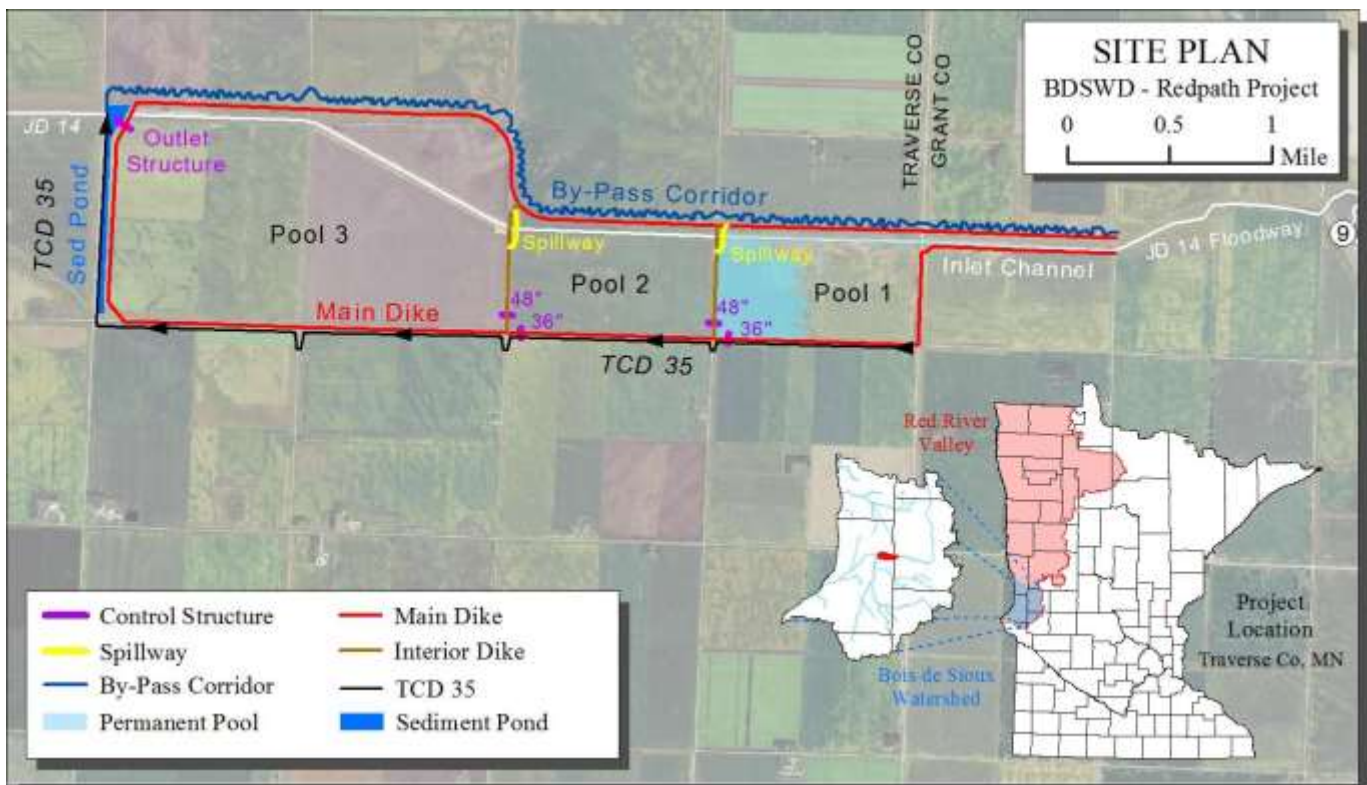 SITE PLAN
BDSWD - Redpath Project
0 0.5 1
Mile
TRAVERSE CO
GRANT CO
JD 14
Outlet
Structure
TCD 35
Sed Pond
By-Pass Corridor
Pool 3
Spillway
Spillway
Pool 2
Pool 1
Inlet Channel
JD 14 Floodway
9
48"
36"
48"
36"
Main Dike
TCD 35
Red River
Valley
Bois de Sioux
Watershed
Project
Location
Traverse Co, MN
Control Structure
Spillway
By-Pass Corridor
Permanent Pool
Main Dike
Interior Dike
TCD 35
Sediment Pond